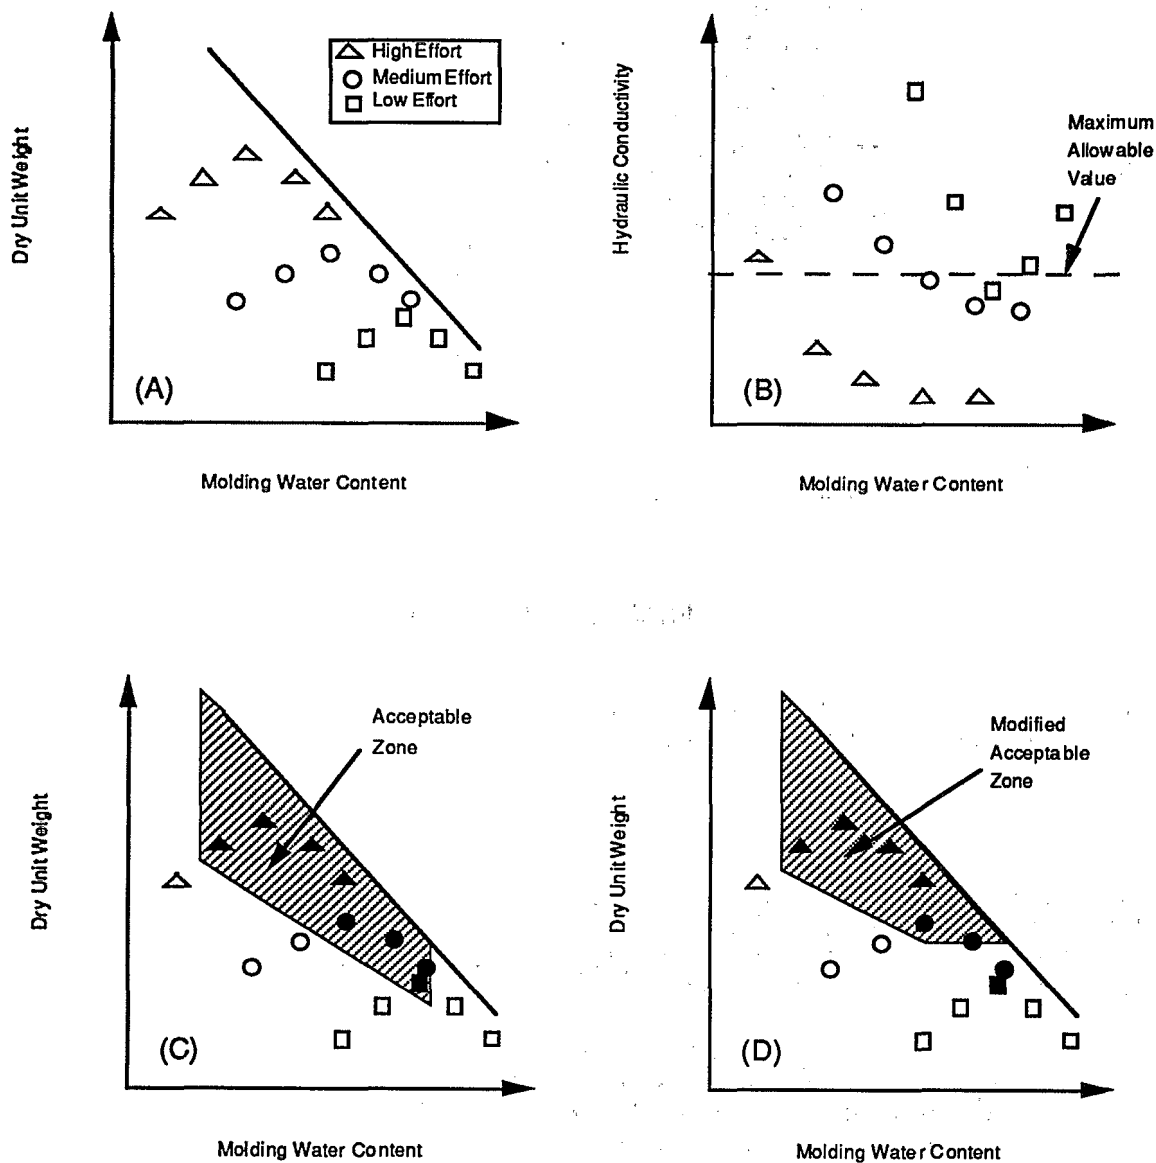 High Effort
Medium Effort
Low Effort
Dry Unit Weight
(A)
Molding Water Content
Hydraulic Conductivity
Maximum
Allowable
Value
(B)
Molding Water Content
Acceptable
Zone
Dry Unit Weight
(C)
Molding Water Content
Modified
Acceptable
Zone
Dry Unit Weight
(D)
Molding Water Content